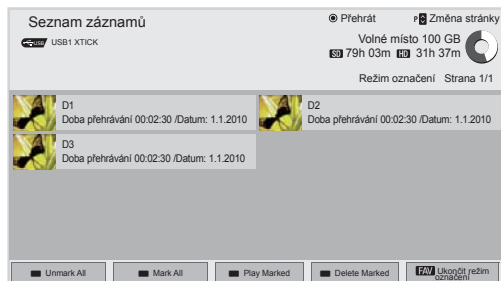 Seznam záznamů
Přehrát P Změna stránky
USB USB1 XTICK
Volné místo 100 GB
SD 79h 03m HD 31h 37m
Režim označení Strana 1/1
D1
Doba přehrávání 00:02:30 /Datum: 1.1.2010
D2
Doba přehrávání 00:02:30 /Datum: 1.1.2010
D3
Doba přehrávání 00:02:30 /Datum: 1.1.2010
Unmark All
Mark All
Play Marked
Delete Marked
FAV Ukončit režim
označení